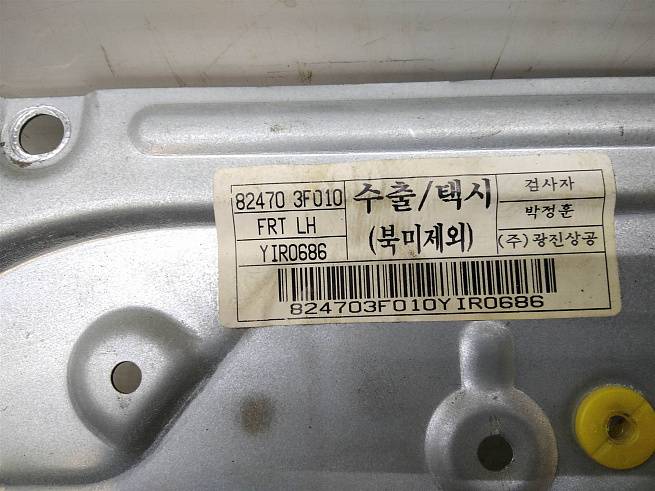 82470 3F010
FRT LH
YIR0686
수출/택시
(북미제외)
검사자
박정훈
(주)광진상공
824703F010YIR0686